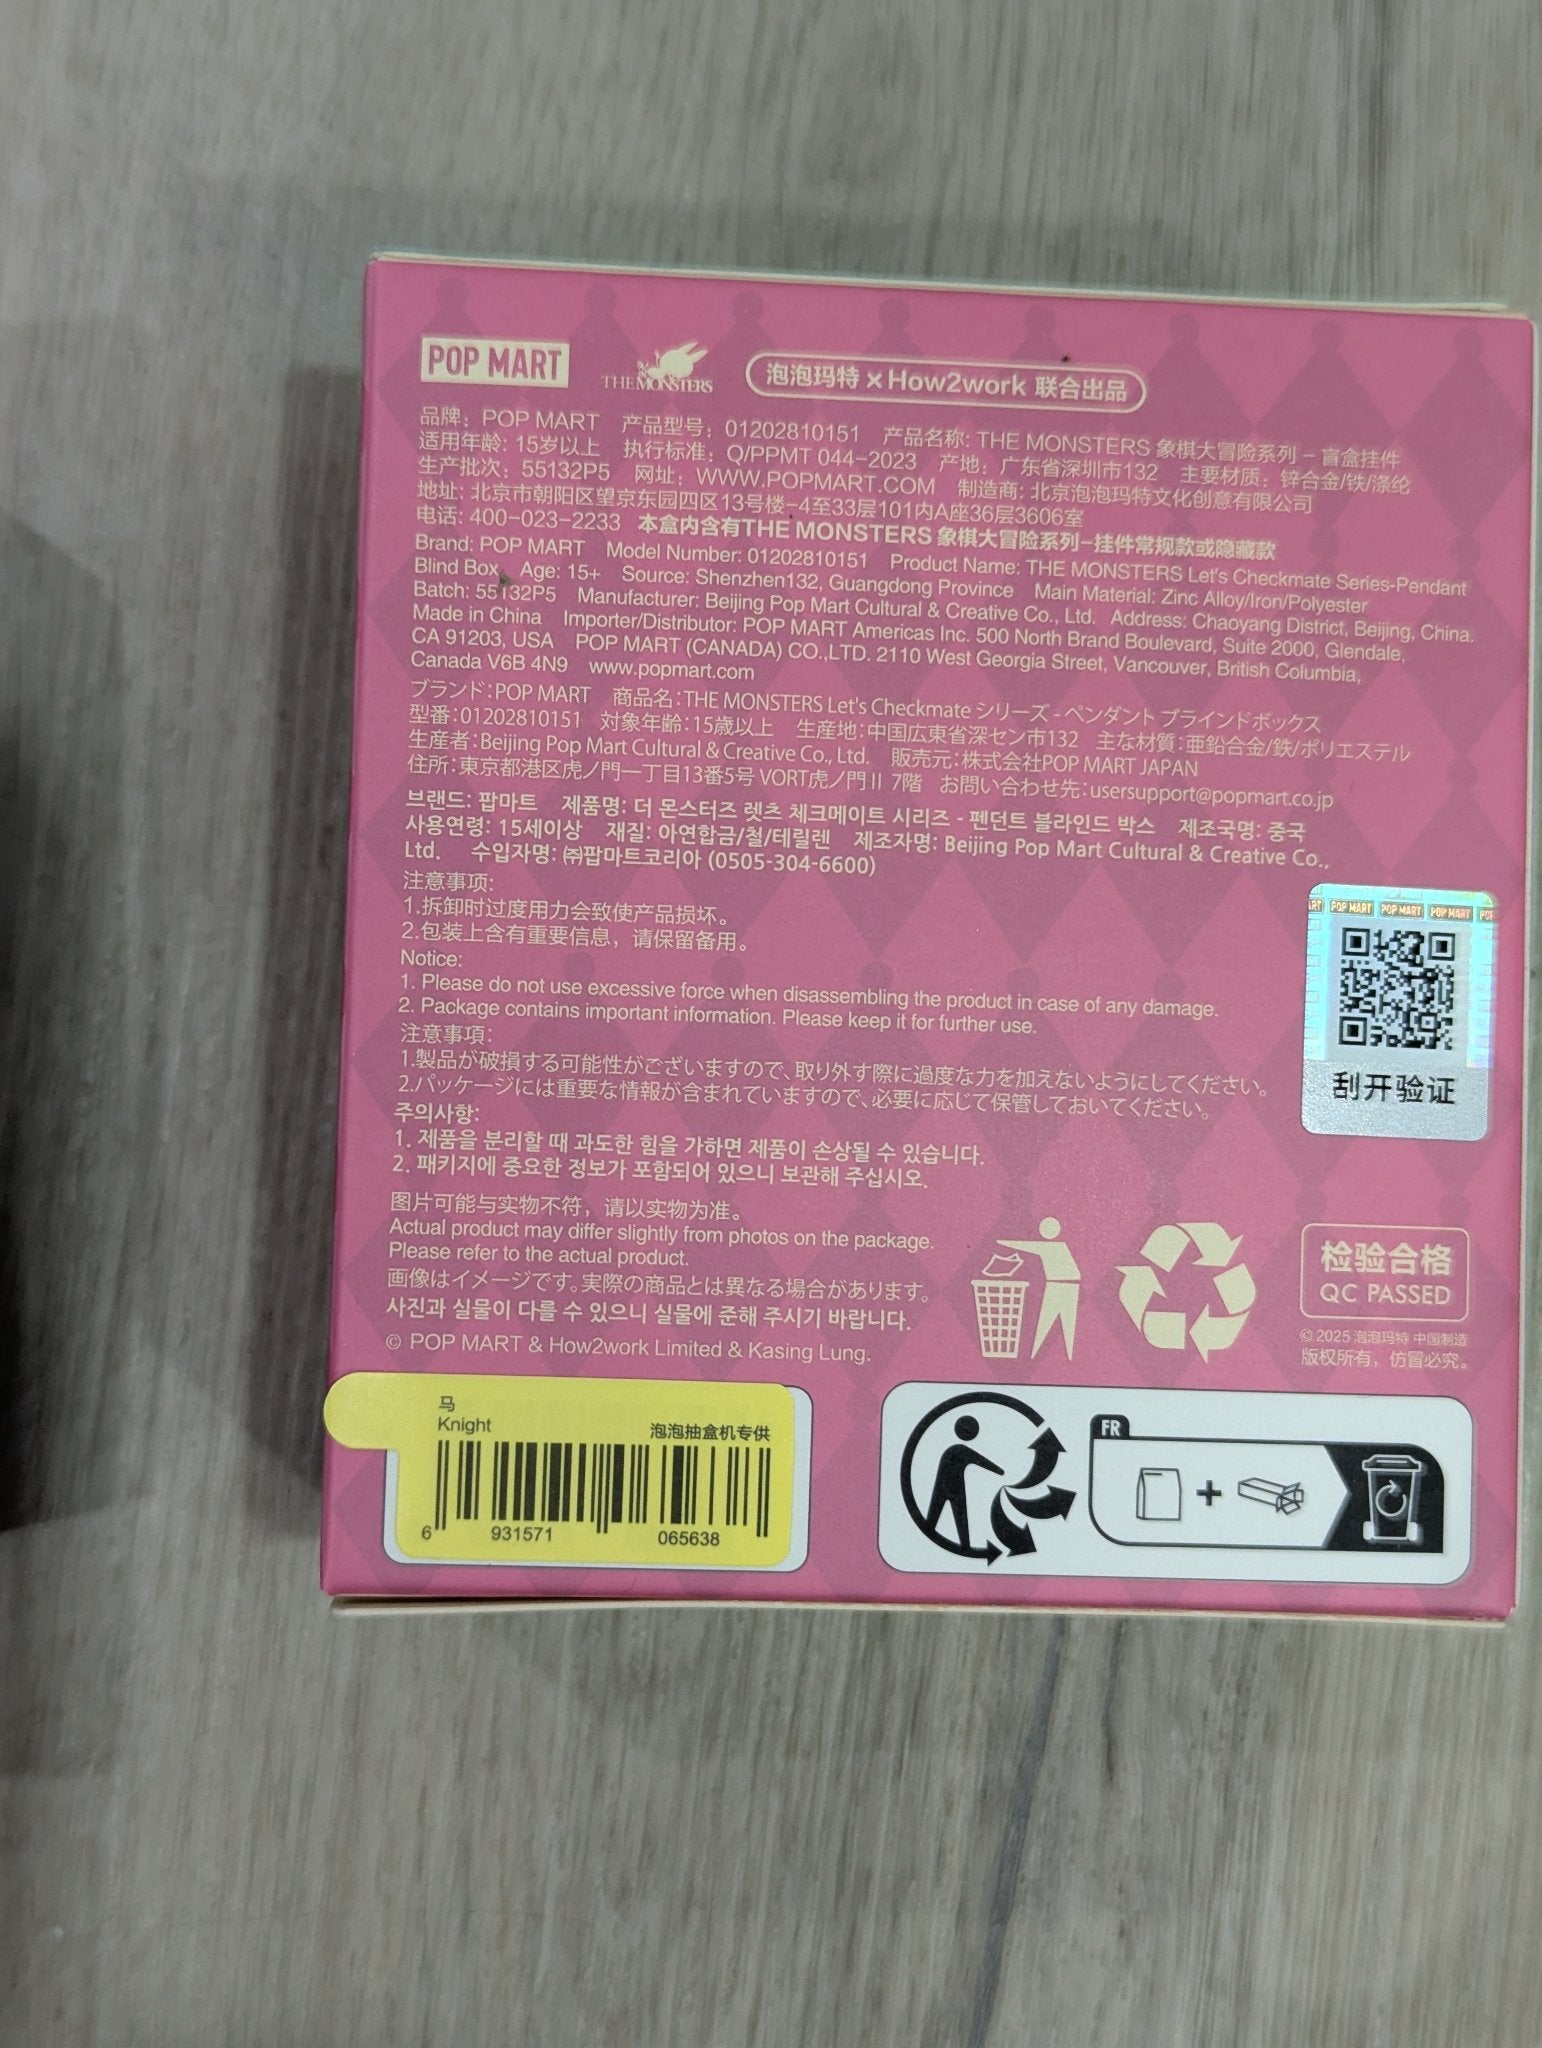 POP MART THE MONSTERS 泡泡玛特×How2work 联合出品
品牌：POP MART 产品型号：01202810151 产品名称: THE MONSTERS 象棋大冒险系列－盲盒挂件
适用年龄: 15岁以上 执行标准：Q/PPMT 044-2023 产地：广东省深圳市132 主要材质：锌合金/铁/涤纶
生产批次：55132P5 网址：WWW.POPMART.COM 制造商: 北京泡泡玛特文化创意有限公司
地址: 北京市朝阳区望京东园四区13号楼-4至33层101内A座36层3606室
电话: 400-023-2233 本盒内含有THE MONSTERS 象棋大冒险系列-挂件常规款或隐藏款
Brand: POP MART Model Number: 01202810151 Product Name: THE MONSTERS Let's Checkmate Series-Pendant
Blind Box Age: 15+ Source: Shenzhen132, Guangdong Province Main Material: Zinc Alloy/Iron/Polyester
Batch: 55132P5 Manufacturer: Beijing Pop Mart Cultural & Creative Co., Ltd. Address: Chaoyang District, Beijing, China.
Made in China Importer/Distributor: POP MART Americas Inc. 500 North Brand Boulevard, Suite 2000, Glendale,
CA 91203, USA POP MART (CANADA) CO.,LTD. 2110 West Georgia Street, Vancouver, British Columbia,
Canada V6B 4N9 www.popmart.com
ブランド：POP MART 商品名：THE MONSTERS Let's Checkmate シリーズ - ペンダント ブラインドボックス
型番：01202810151 対象年齢：15歳以上 生産地：中国広東省深セン市132 主な材質：亜鉛合金/鉄/ポリエステル
生産者：Beijing Pop Mart Cultural & Creative Co., Ltd. 販売元：株式会社POP MART JAPAN
住所：東京都港区虎ノ門一丁目13番5号 VORT虎ノ門Ⅱ 7階 お問い合わせ先：usersupport@popmart.co.jp
브랜드: 팝마트 제품명: 더 몬스터즈 렛츠 체크메이트 시리즈 - 펜던트 블라인드 박스 제조국명: 중국
사용연령: 15세이상 재질: 아연합금/철/테릴렌 제조자명: Beijing Pop Mart Cultural & Creative Co.,
Ltd. 수입자명: ㈜팝마트코리아 (0505-304-6600)
注意事项:
1.拆卸时过度用力会致使产品损坏。
2.包装上含有重要信息，请保留备用。
Notice:
1. Please do not use excessive force when disassembling the product in case of any damage.
2. Package contains important information. Please keep it for further use.
注意事項：
1.製品が破損する可能性がございますので、取り外す際に過度な力を加えないようにしてください。
2.パッケージには重要な情報が含まれていますので、必要に応じて保管しておいてください。
주의사항:
1. 제품을 분리할 때 과도한 힘을 가하면 제품이 손상될 수 있습니다.
2. 패키지에 중요한 정보가 포함되어 있으니 보관해 주십시오.
图片可能与实物不符，请以实物为准。
Actual product may differ slightly from photos on the package.
Please refer to the actual product.
画像はイメージです。実際の商品とは異なる場合があります。
사진과 실물이 다를 수 있으니 실물에 준해 주시기 바랍니다.
© POP MART & How2work Limited & Kasing Lung.
POP MART POP MART POP MART
刮开验证
检验合格
QC PASSED
© 2025 泡泡玛特 中国制造
版权所有，仿冒必究。
马
Knight 泡泡抽盒机专供
6 931571 065638
FR
+